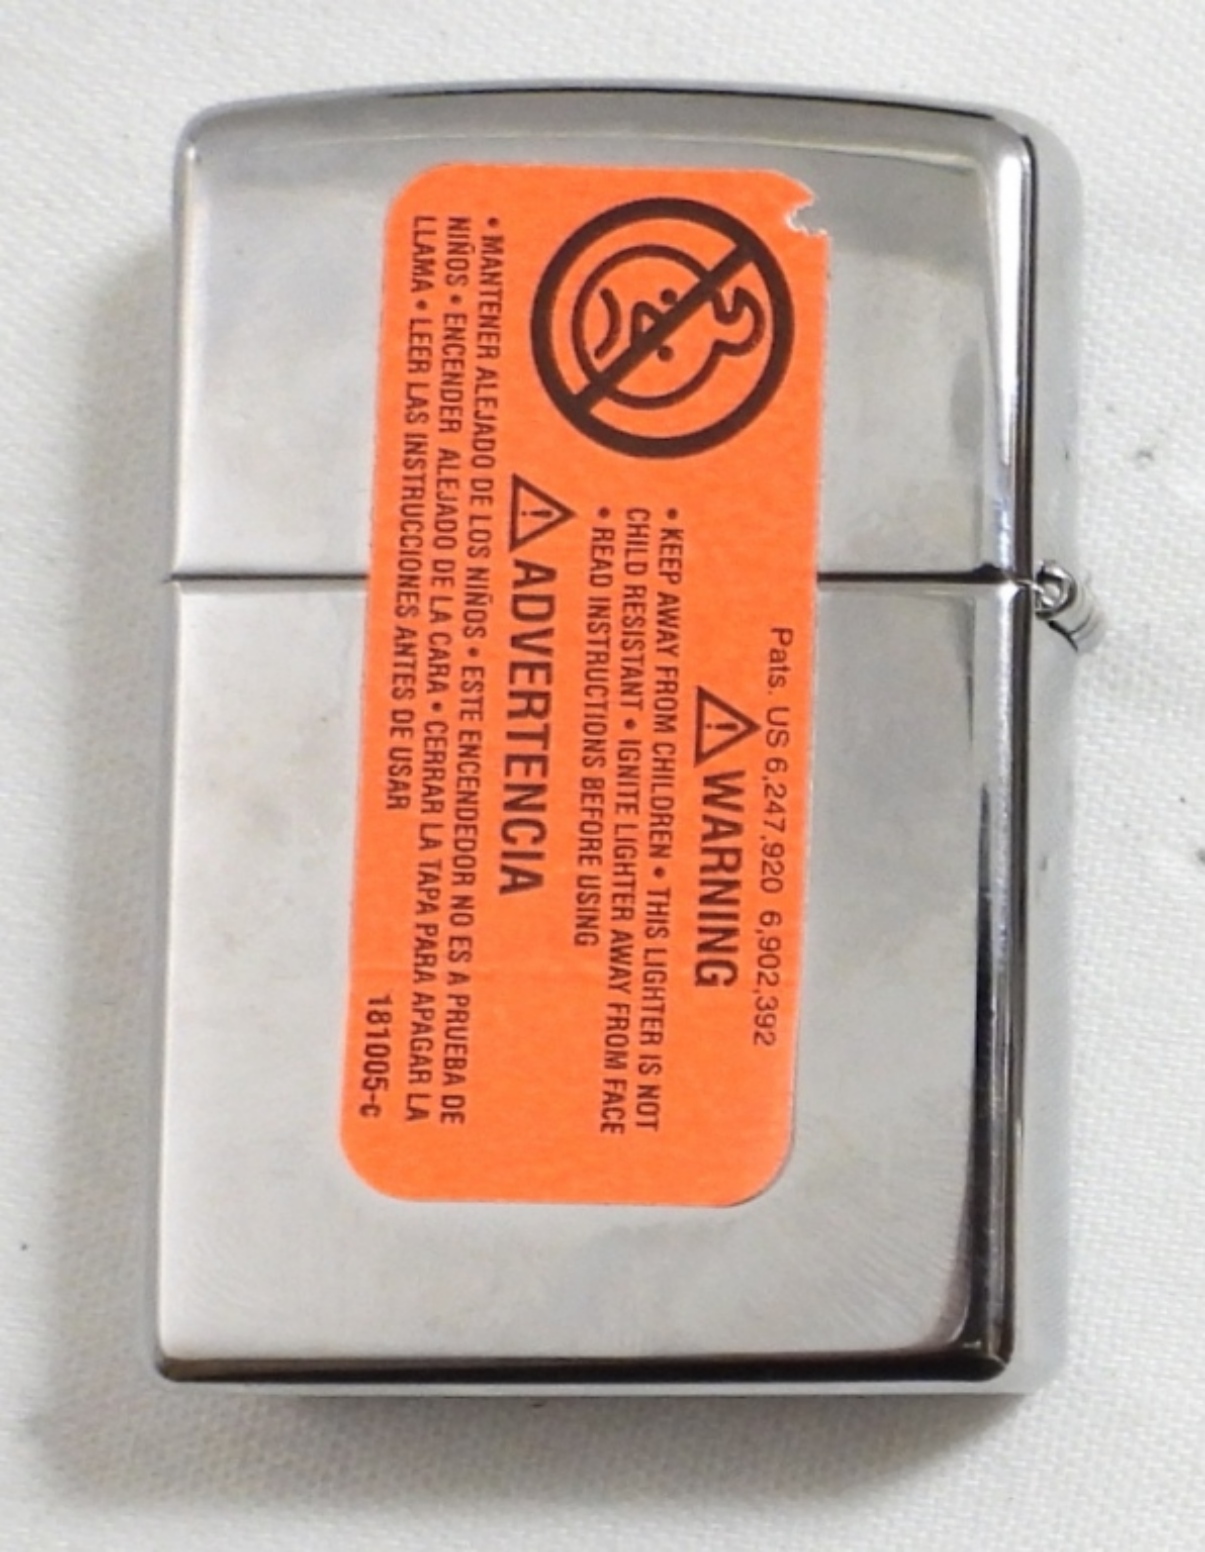 Pats. US 6,247,920 6,902,392
WARNING
• KEEP AWAY FROM CHILDREN • THIS LIGHTER IS NOT
CHILD RESISTANT • IGNITE LIGHTER AWAY FROM FACE
• READ INSTRUCTIONS BEFORE USING
ADVERTENCIA
• MANTENER ALEJADO DE LOS NIÑOS • ESTE ENCENDEDOR NO ES A PRUEBA DE
NIÑOS • ENCENDER ALEJADO DE LA CARA • CERRAR LA TAPA PARA APAGAR LA
LLAMA • LEER LAS INSTRUCCIONES ANTES DE USAR
181005-c